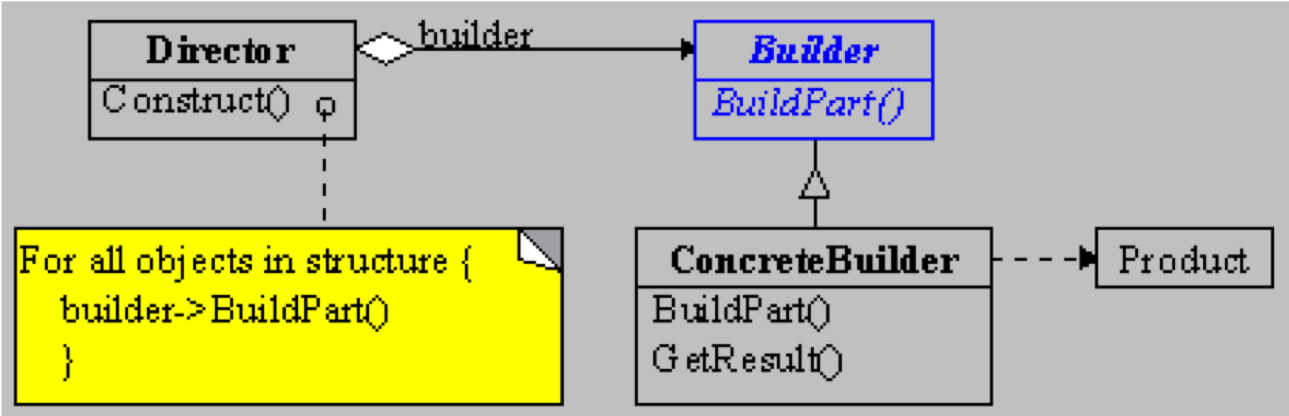 Director
Construct()
builder
Builder
BuildPart()
For all objects in structure {
builder->BuildPart()
}
ConcreteBuilder
BuildPart()
GetResult()
Product